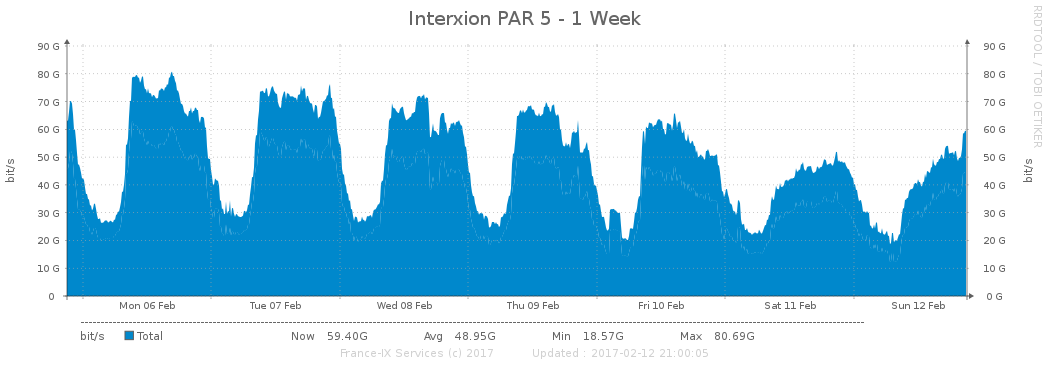 Interxion PAR 5 - 1 Week
RRDTOOL / TOBI OETIKER
90 G 90 G
80 G 80 G
70 G 70 G
60 G 60 G
50 G 50 G
40 G 40 G
30 G 30 G
20 G 20 G
10 G 10 G
0 0 G
bit/s
bit/s
Mon 06 Feb Tue 07 Feb Wed 08 Feb Thu 09 Feb Fri 10 Feb Sat 11 Feb Sun 12 Feb
bit/s Total Now 59.40G Avg 48.95G Min 18.57G Max 80.69G
France-IX Services (c) 2017 Updated : 2017-02-12 21:00:05